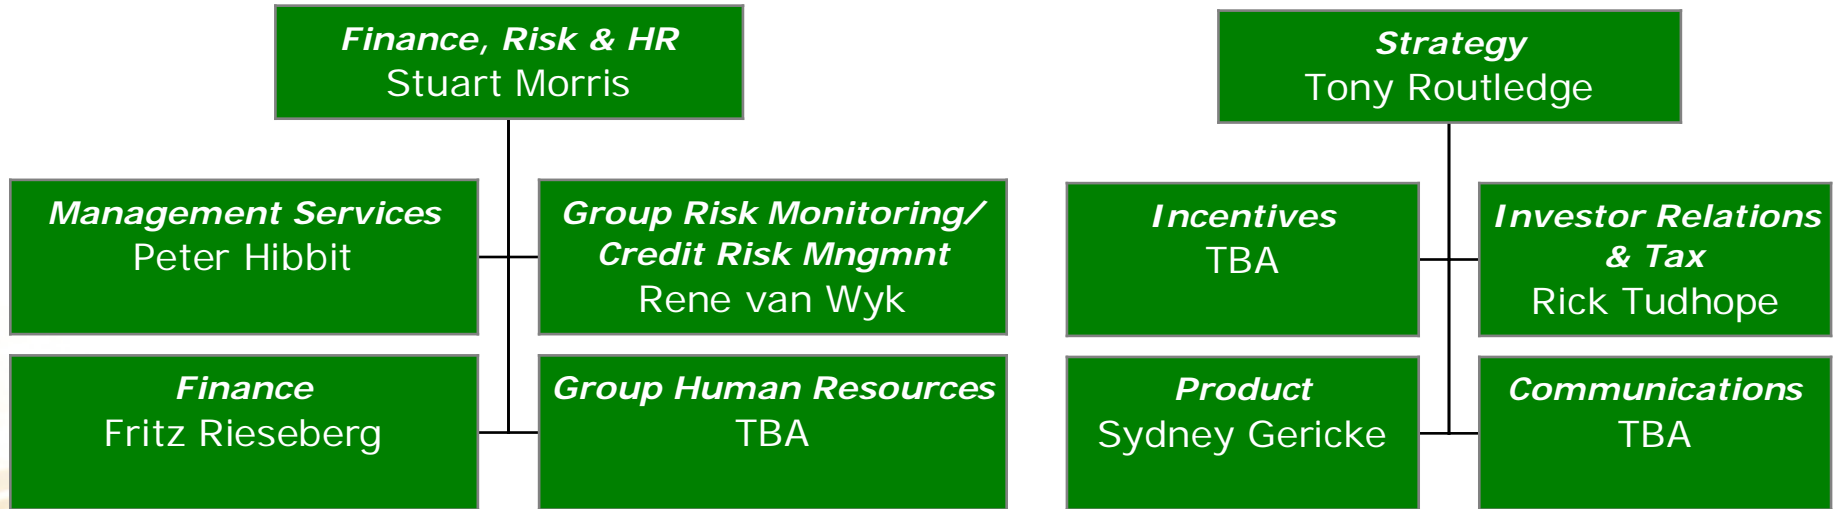 Finance, Risk & HR
Stuart Morris
Management Services
Peter Hibbit
Group Risk Monitoring/
Credit Risk Mngmnt
Rene van Wyk
Finance
Fritz Rieseberg
Group Human Resources
TBA
Strategy
Tony Routledge
Incentives
TBA
Investor Relations
& Tax
Rick Tudhope
Product
Sydney Gericke
Communications
TBA